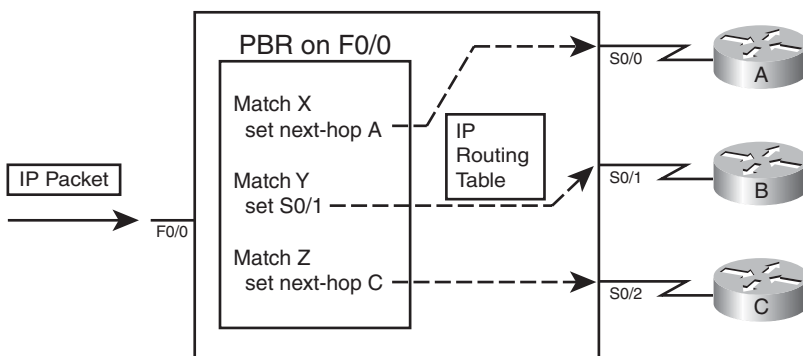 PBR on F0/0
Match X
set next-hop A
Match Y
set S0/1
Match Z
set next-hop C
IP Packet
F0/0
IP
Routing
Table
S0/0
A
S0/1
B
S0/2
C